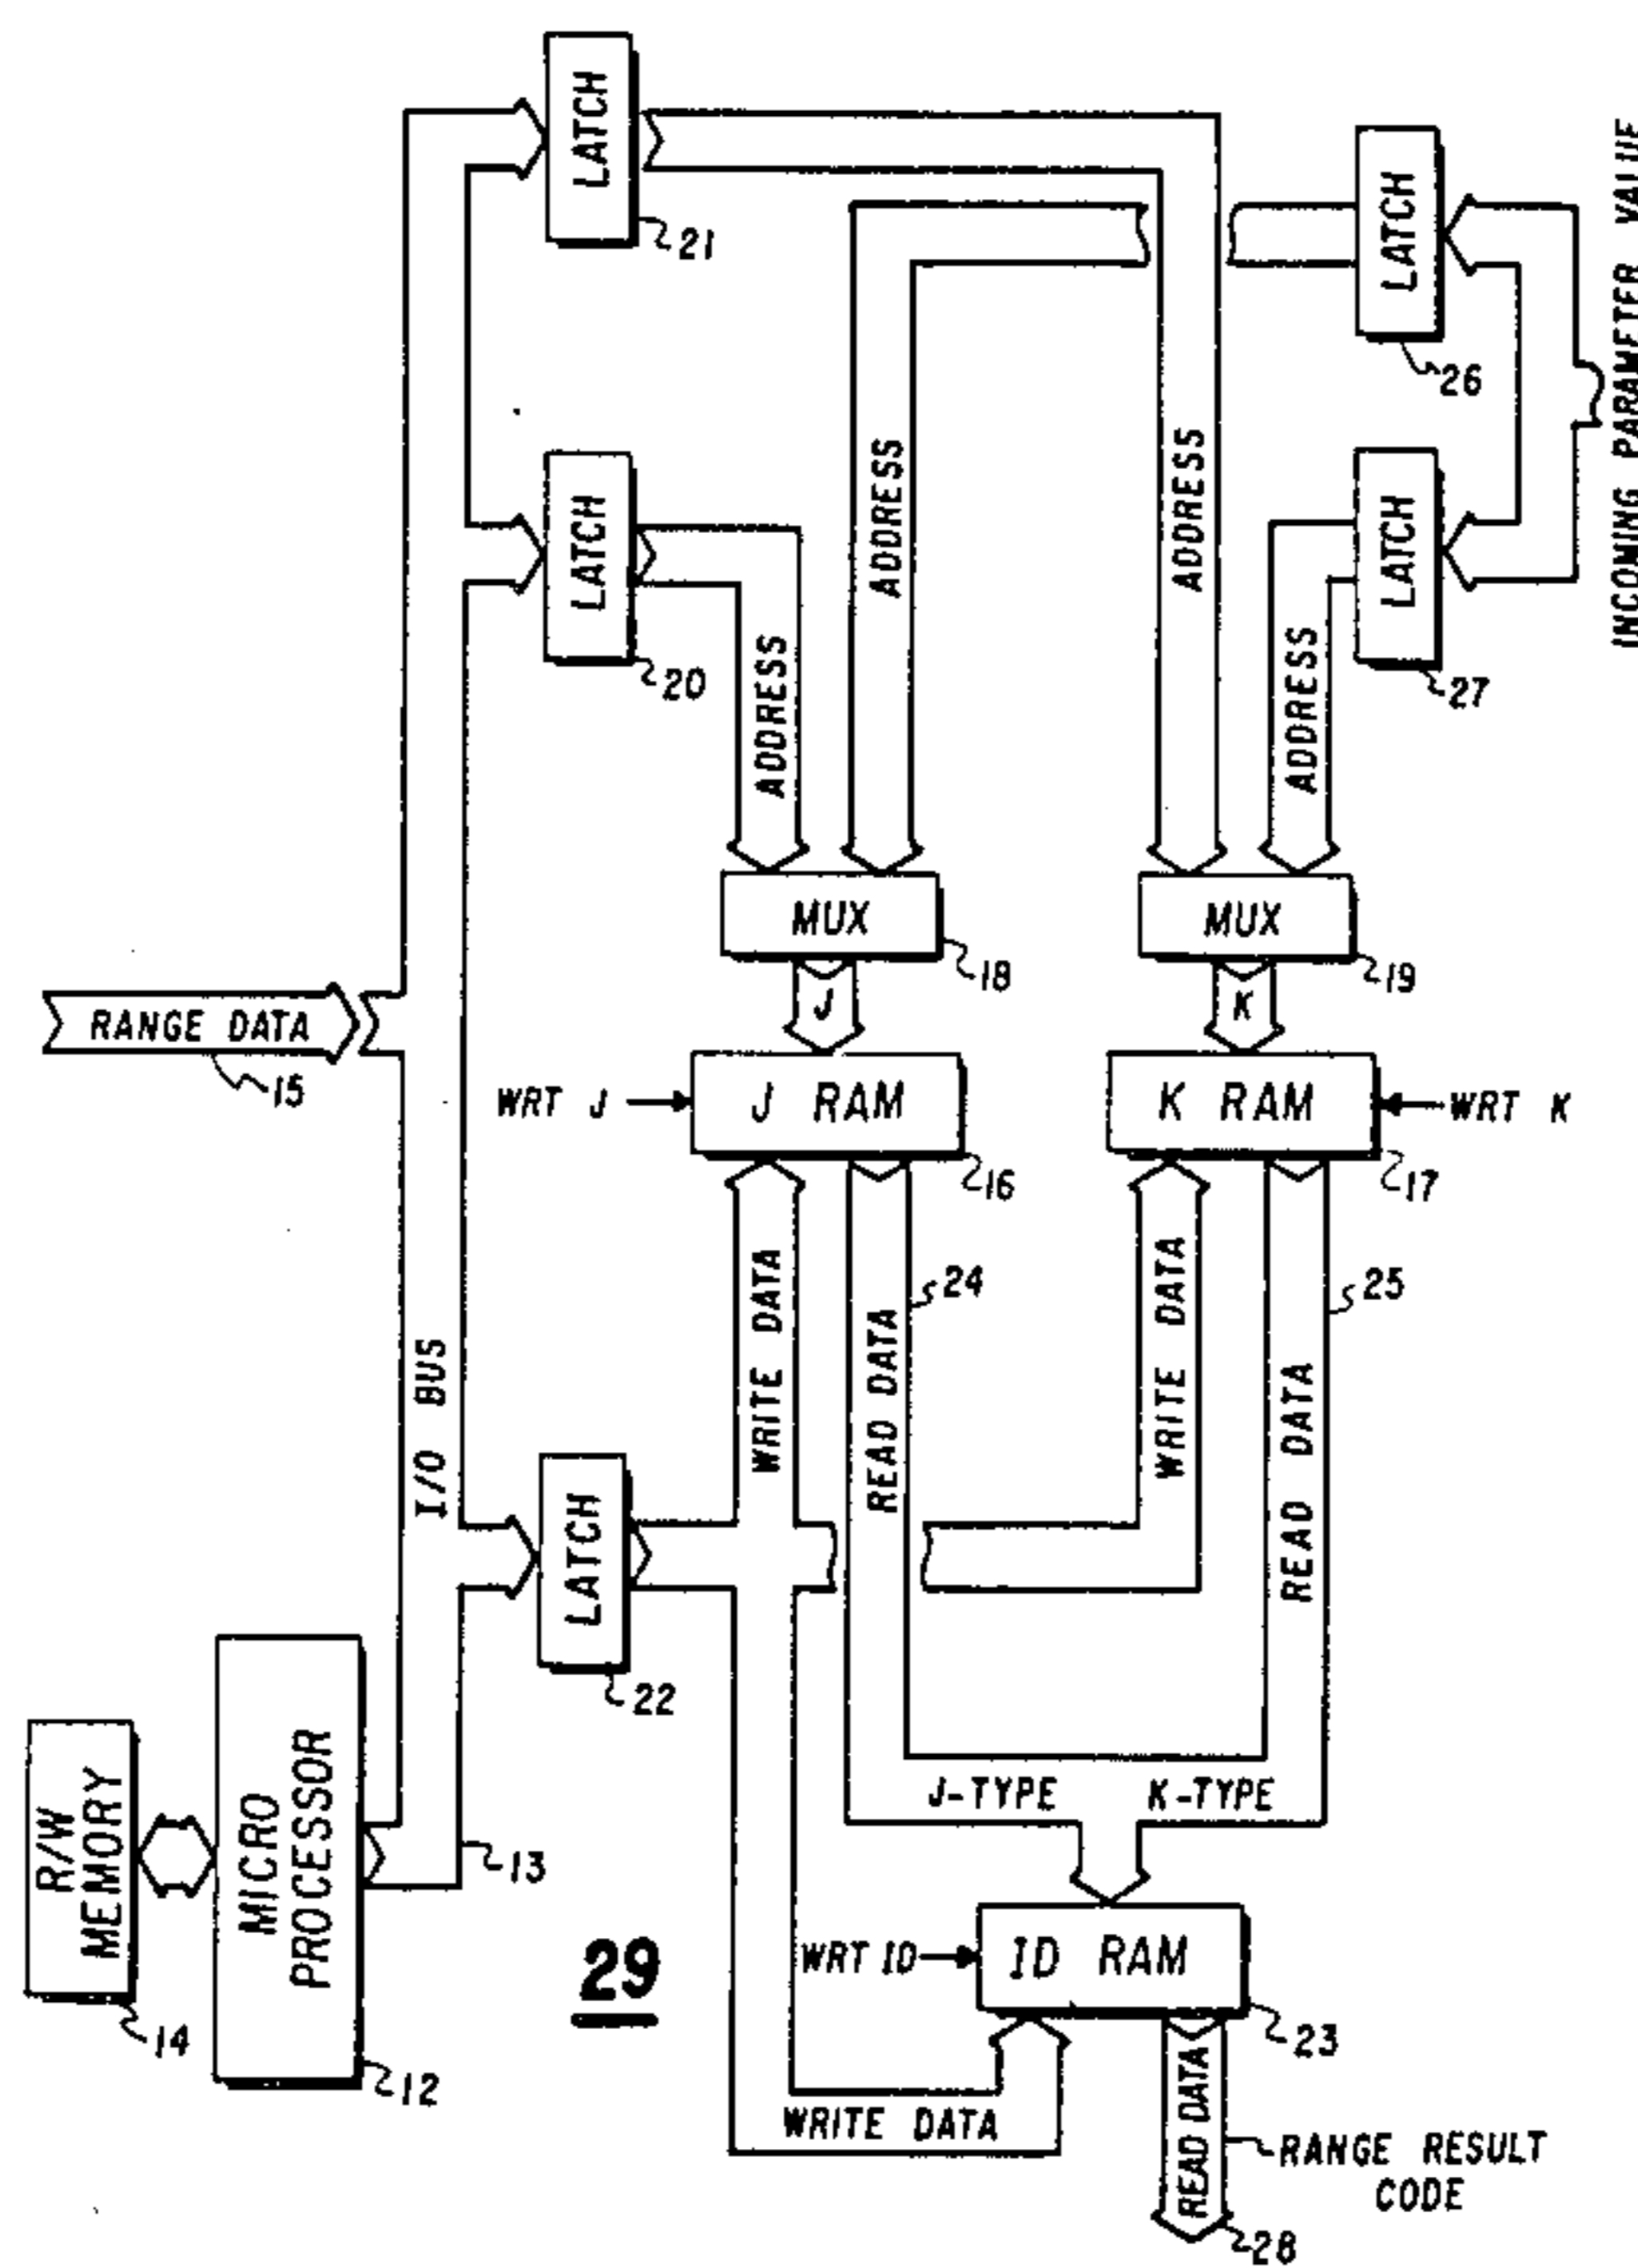 LATCH
21
LATCH
26
INCOMING PARAMETER VALUE
LATCH
20
ADDRESS
ADDRESS
ADDRESS
ADDRESS
LATCH
27
MUX
18
MUX
19
RANGE DATA
15
J
K
WRT J
J RAM
16
K RAM
17
WRT K
I/O BUS
WRITE DATA
READ DATA
24
WRITE DATA
READ DATA
25
LATCH
22
R/W
MEMORY
14
MICRO
PROCESSOR
12
13
J-TYPE
K-TYPE
29
WRT ID
ID RAM
23
WRITE DATA
READ DATA
RANGE RESULT
CODE
28